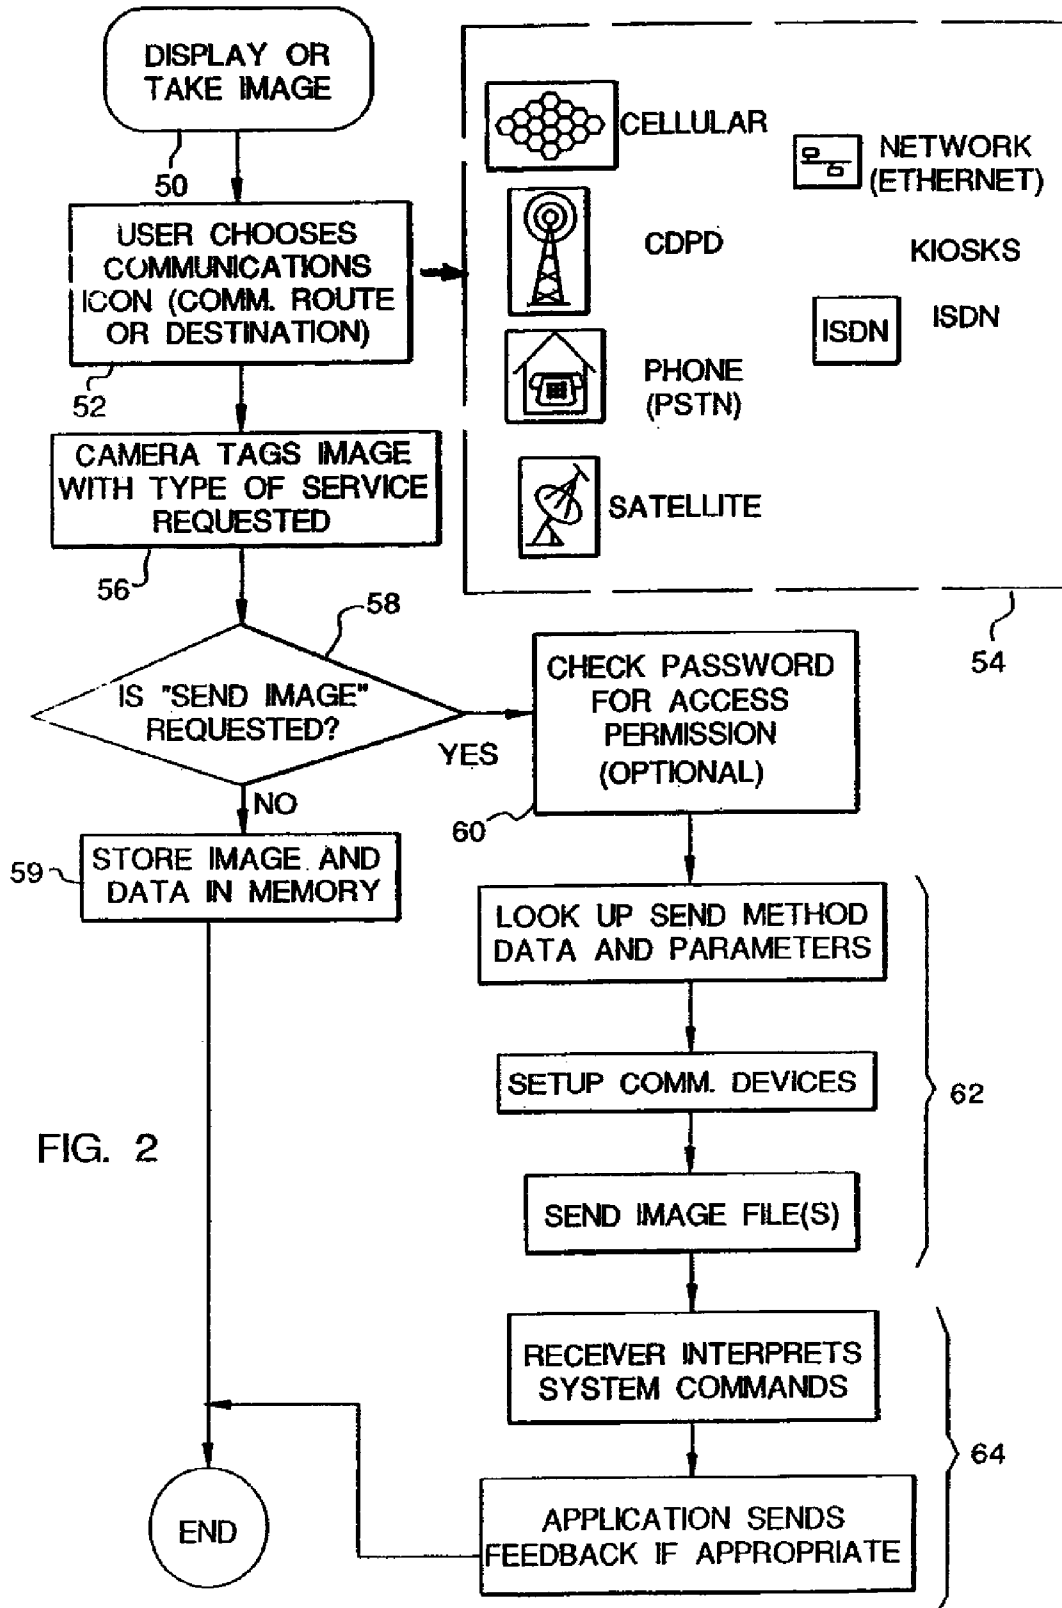 DISPLAY OR
TAKE IMAGE
50
USER CHOOSES
COMMUNICATIONS
ICON (COMM. ROUTE
OR DESTINATION)
52
CELLULAR
CDPD
PHONE
(PSTN)
SATELLITE
NETWORK
(ETHERNET)
KIOSKS
ISDN
ISDN
54
CAMERA TAGS IMAGE
WITH TYPE OF SERVICE
REQUESTED
56
58
IS "SEND IMAGE"
REQUESTED?
YES
NO
CHECK PASSWORD
FOR ACCESS
PERMISSION
(OPTIONAL)
60
59
STORE IMAGE AND
DATA IN MEMORY
LOOK UP SEND METHOD
DATA AND PARAMETERS
SETUP COMM. DEVICES
62
SEND IMAGE FILE(S)
FIG. 2
RECEIVER INTERPRETS
SYSTEM COMMANDS
64
APPLICATION SENDS
FEEDBACK IF APPROPRIATE
END